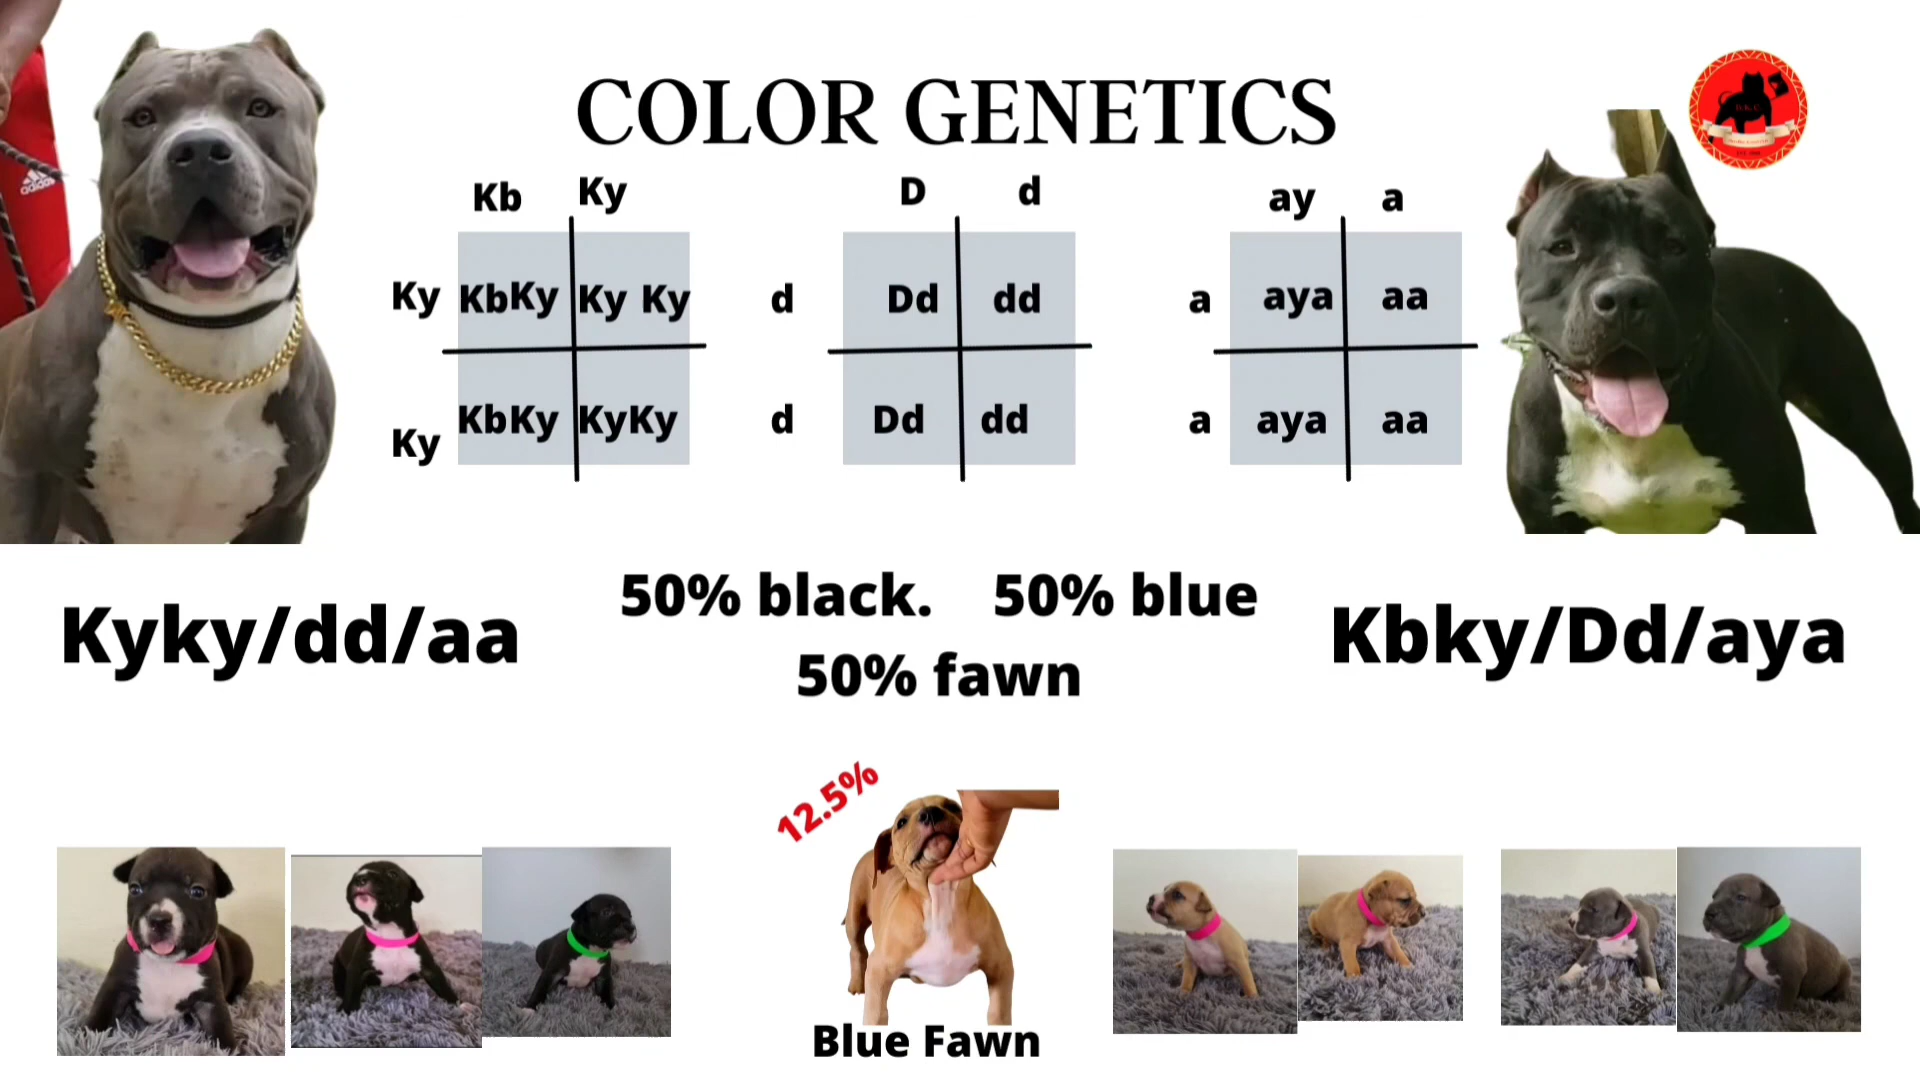 COLOR GENETICS
adidas
Kb Ky
Ky KbKy Ky Ky
Ky KbKy KyKy
D d
d Dd dd
d Dd dd
ay a
a aya aa
a aya aa
50% black. 50% blue
50% fawn
Kyky/dd/aa
Kbky/Dd/aya
12.5%
Blue Fawn